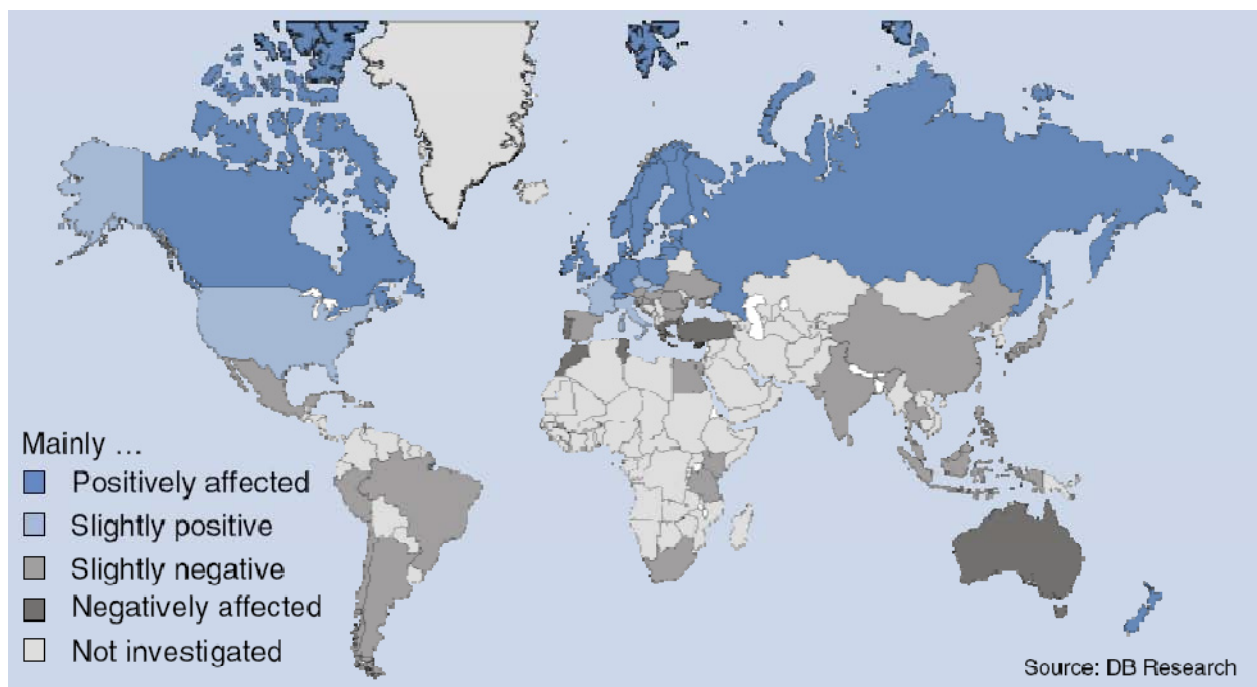 Mainly ...
Positively affected
Slightly positive
Slightly negative
Negatively affected
Not investigated
Source: DB Research